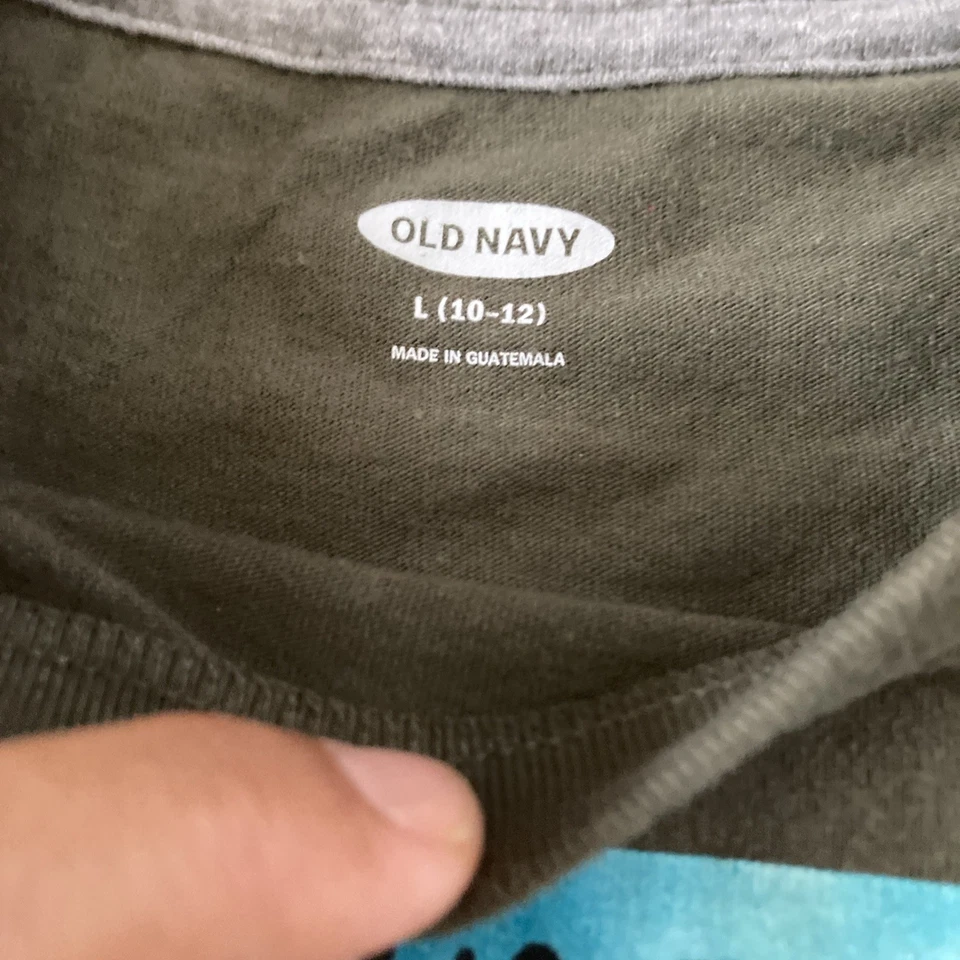 OLD NAVY
L (10-12)
MADE IN GUATEMALA